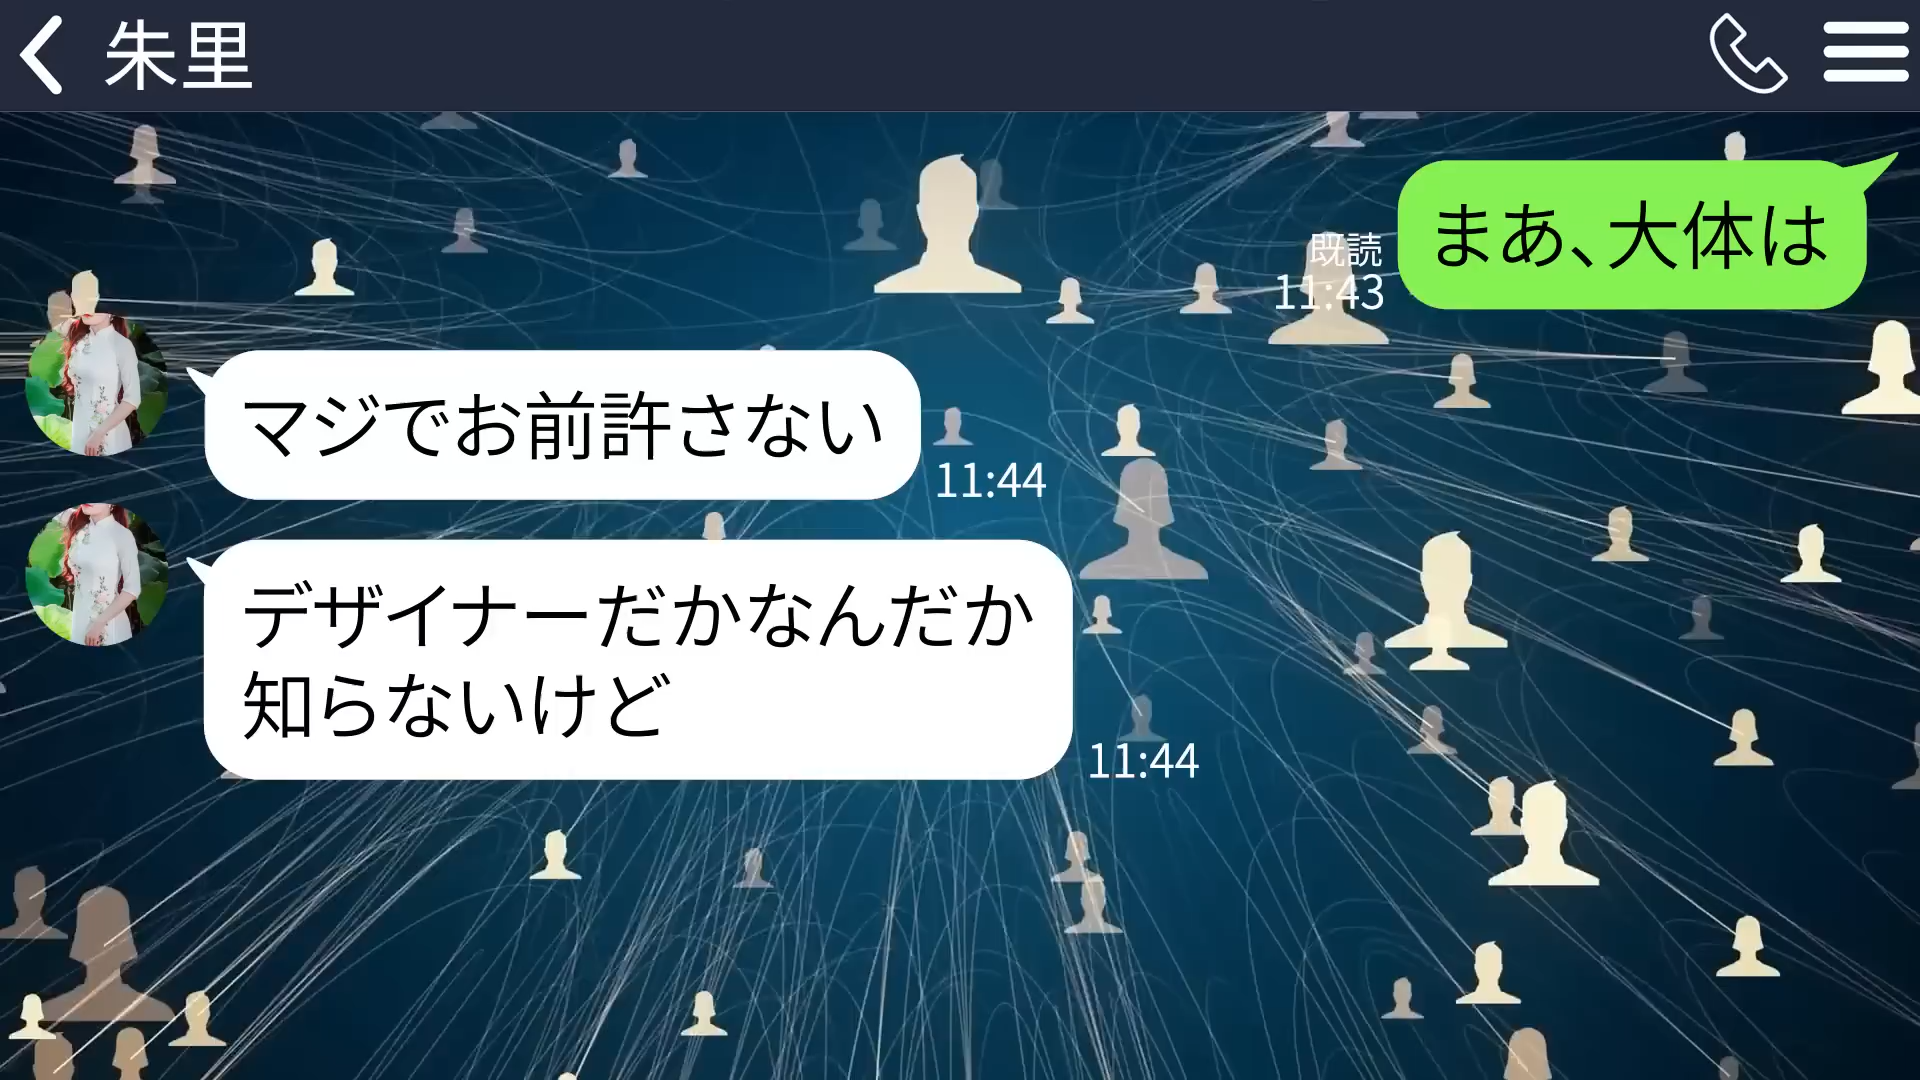 朱里
まあ、大体は
既読
11:43
マジでお前許さない
11:44
デザイナーだかなんだか
知らないけど
11:44